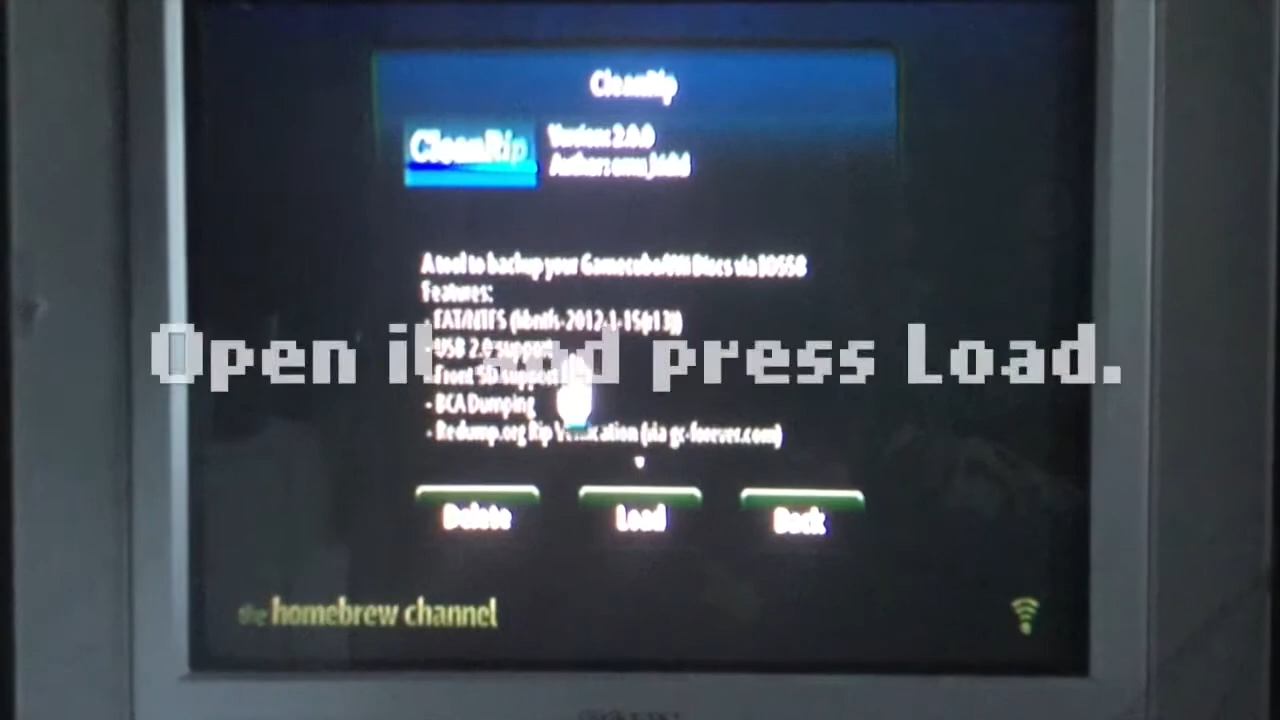 CleanRip
CleanRip
Version: 2.0.0
Author: emu_kidid
A tool to backup your Gamecube/Wii Discs via IOS58
Features:
- FAT/NTFS (libntfs-2012-1-15(r13))
- USB 2.0 support
- Front SD support
- BCA Dumping
- Redump.org Rip Verification (via gc-forever.com)
Open it and press Load.
Delete
Load
Back
the homebrew channel